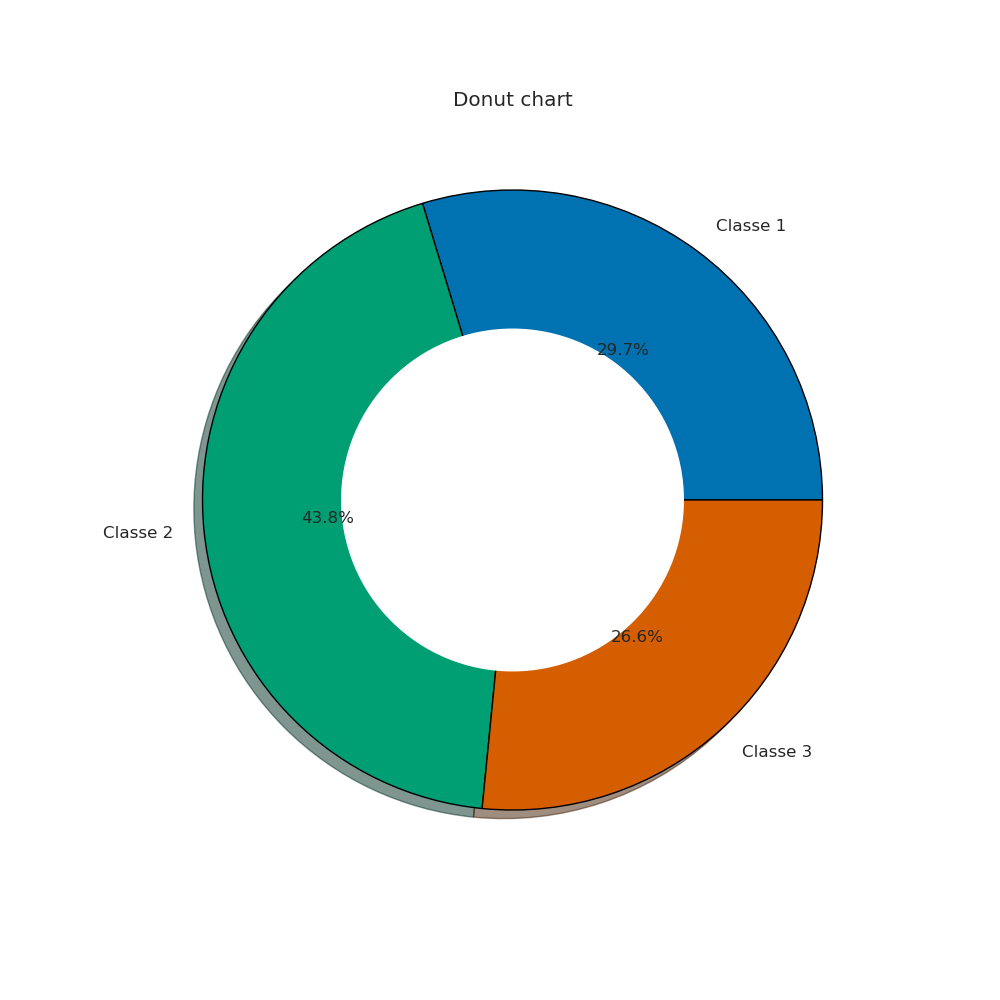 Donut chart
Classe 1
29.7%
43.8%
Classe 2
26.6%
Classe 3